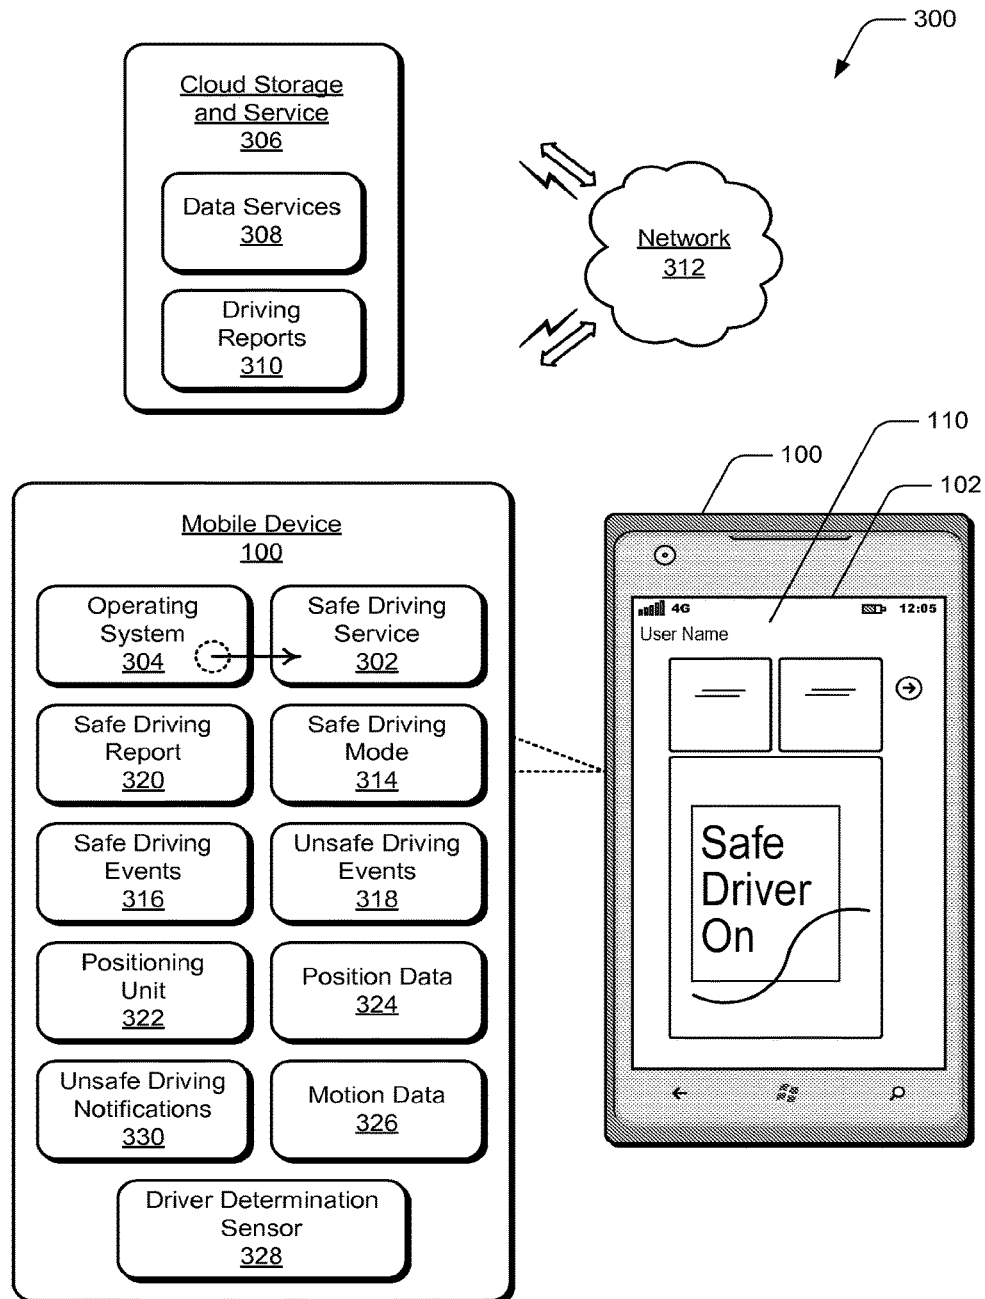 300
Cloud Storage
and Service
306
Data Services
308
Driving
Reports
310
Network
312
110
100
102
Mobile Device
100
Operating
System
304
Safe Driving
Service
302
Safe Driving
Report
320
Safe Driving
Mode
314
Safe Driving
Events
316
Unsafe Driving
Events
318
Positioning
Unit
322
Position Data
324
Unsafe Driving
Notifications
330
Motion Data
326
Driver Determination
Sensor
328
4G 12:05
User Name
Safe
Driver
On